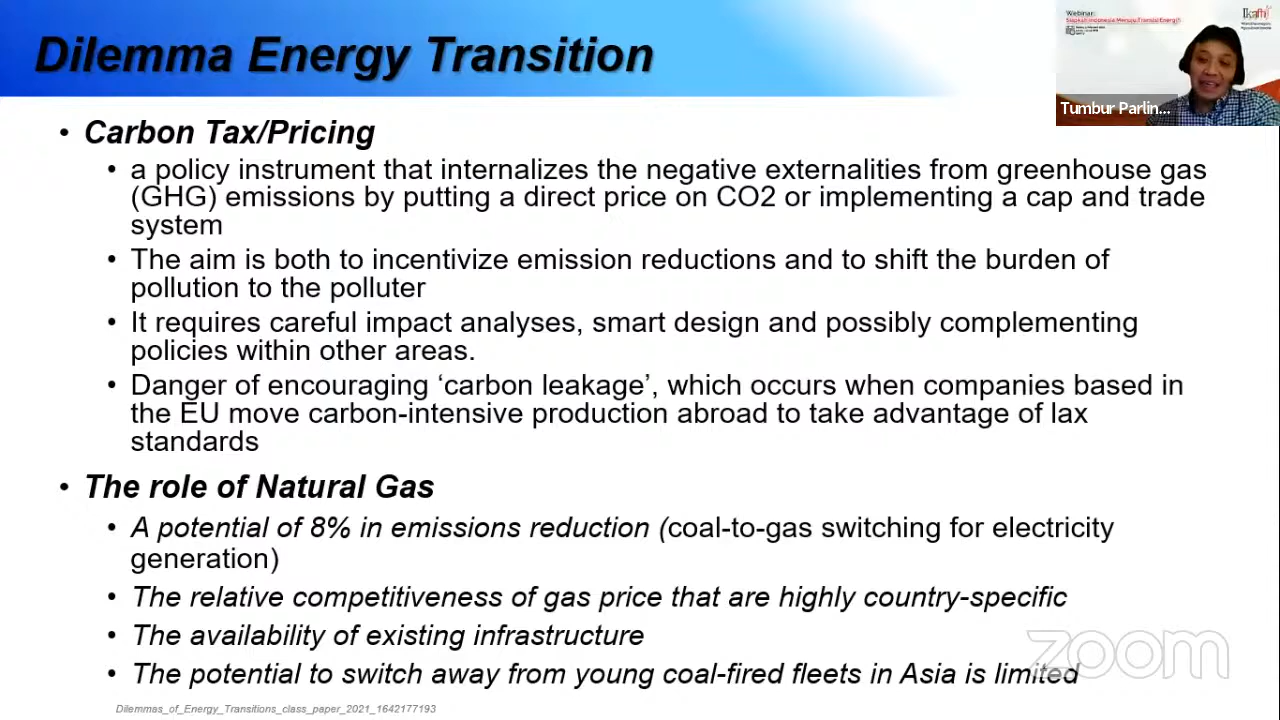 Dilemma Energy Transition
Webinar:
Siapkah Indonesia Menuju Transisi Energi?
Ikafh
Tumbur Parlin...
• Carbon Tax/Pricing
• a policy instrument that internalizes the negative externalities from greenhouse gas
(GHG) emissions by putting a direct price on CO2 or implementing a cap and trade
system
• The aim is both to incentivize emission reductions and to shift the burden of
pollution to the polluter
• It requires careful impact analyses, smart design and possibly complementing
policies within other areas.
• Danger of encouraging ‘carbon leakage’, which occurs when companies based in
the EU move carbon-intensive production abroad to take advantage of lax
standards
• The role of Natural Gas
• A potential of 8% in emissions reduction (coal-to-gas switching for electricity
generation)
• The relative competitiveness of gas price that are highly country-specific
• The availability of existing infrastructure
• The potential to switch away from young coal-fired fleets in Asia is limited
zoom
Dilemmas_of_Energy_Transitions_class_paper_2021_1642177193